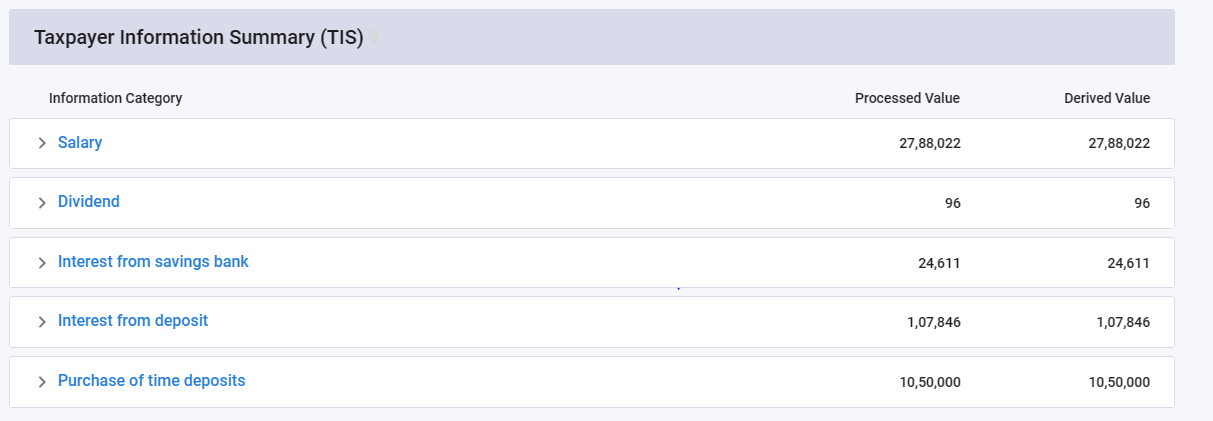 Taxpayer Information Summary (TIS)
Information Category Processed Value Derived Value
Salary 27,88,022 27,88,022
Dividend 96 96
Interest from savings bank 24,611 24,611
Interest from deposit 1,07,846 1,07,846
Purchase of time deposits 10,50,000 10,50,000